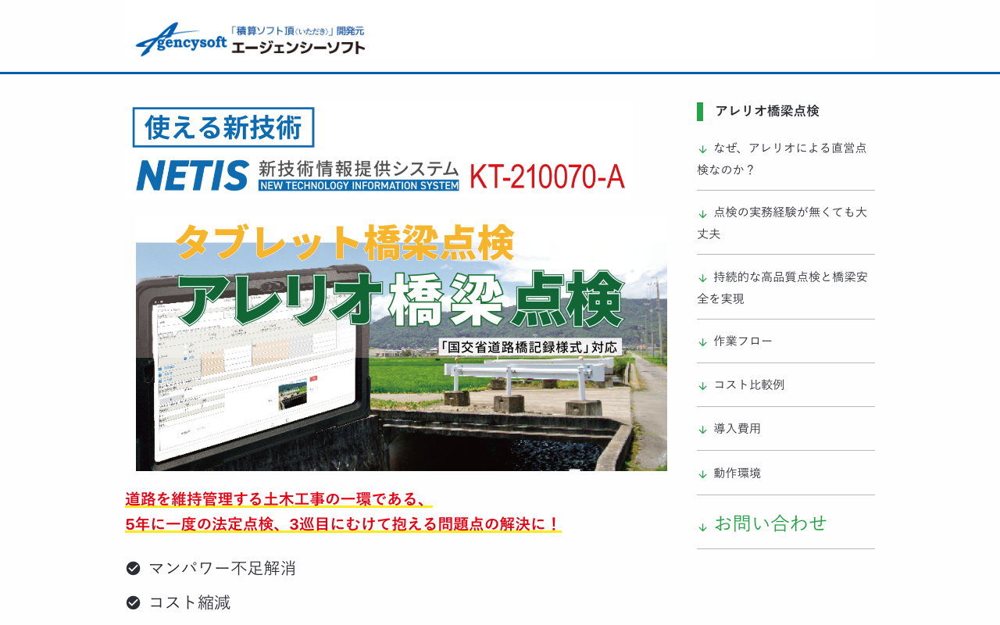 Agencysoft
「積算ソフト頂(いただき)」開発元
エージェンシーソフト
使える新技術
NETIS
新技術情報提供システム
NEW TECHNOLOGY INFORMATION SYSTEM
KT-210070-A
タブレット橋梁点検
アレリオ橋梁点検
「国交省道路橋記録様式」対応
道路を維持管理する土木工事の一環である、
5年に一度の法定点検、3巡目にむけて抱える問題点の解決に！
マンパワー不足解消
コスト縮減
アレリオ橋梁点検
なぜ、アレリオによる直営点
検なのか？
点検の実務経験が無くても大
丈夫
持続的な高品質点検と橋梁安
全を実現
作業フロー
コスト比較例
導入費用
動作環境
お問い合わせ